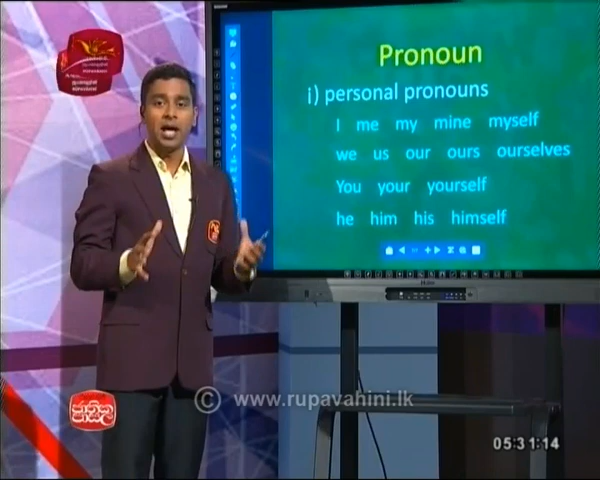 Pronoun
i) personal pronouns
I me my mine myself
we us our ours ourselves
You your yourself
he him his himself
ජාතික
පාසල
© www.rupavahini.lk
05:31:14